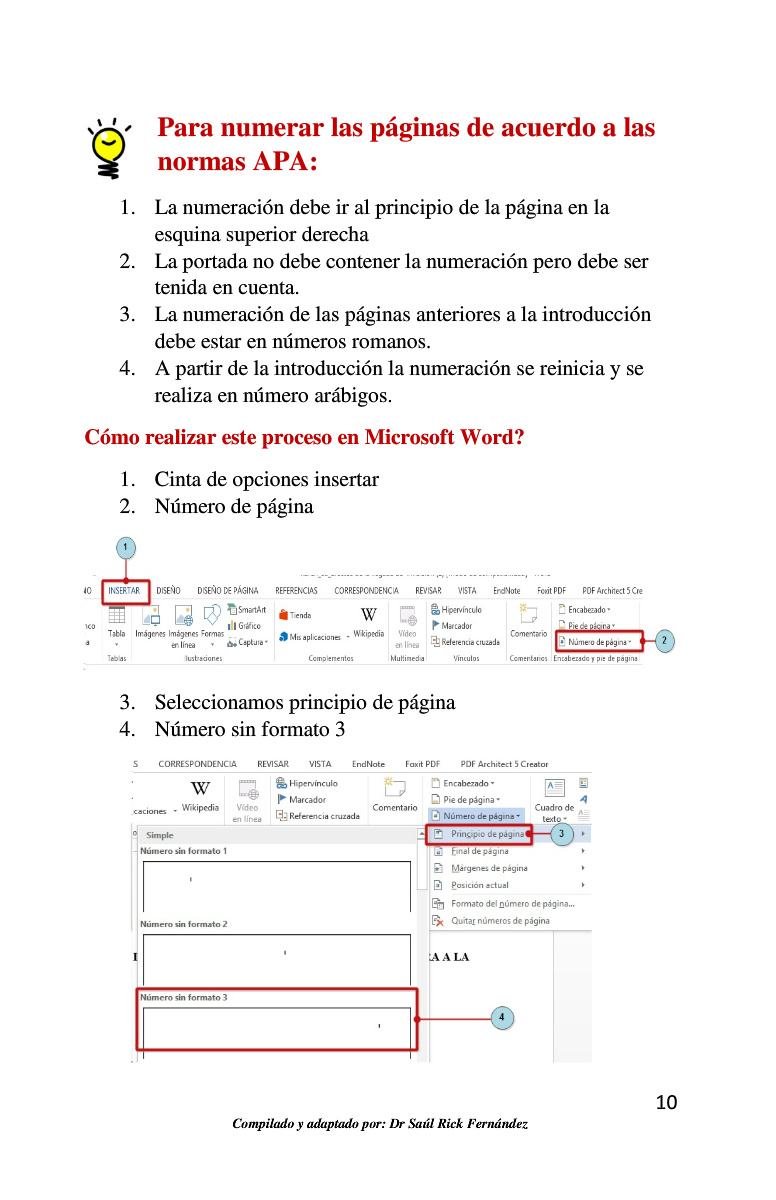 Para numerar las páginas de acuerdo a las
normas APA:
1. La numeración debe ir al principio de la página en la
esquina superior derecha
2. La portada no debe contener la numeración pero debe ser
tenida en cuenta.
3. La numeración de las páginas anteriores a la introducción
debe estar en números romanos.
4. A partir de la introducción la numeración se reinicia y se
realiza en número arábigos.
Cómo realizar este proceso en Microsoft Word?
1. Cinta de opciones insertar
2. Número de página
1
INSERTAR DISEÑO DISEÑO DE PÁGINA REFERENCIAS CORRESPONDENCIA REVISAR VISTA EndNote Foxit PDF PDF Architect 5 Cre
SmartArt Tienda W Hipervínculo Encabezado
Gráfico Marcador Pie de página
Tabla Imágenes Imágenes en línea Formas Captura Mis aplicaciones Wikipedia Vídeo en línea Referencia cruzada Comentario Número de página 2
Tablas Ilustraciones Complementos Multimedia Vínculos Comentarios Encabezado y pie de página
3. Seleccionamos principio de página
4. Número sin formato 3
S CORRESPONDENCIA REVISAR VISTA EndNote Foxit PDF PDF Architect 5 Creator
W Hipervínculo Encabezado
Marcador Pie de página
caciones Wikipedia Vídeo en línea Referencia cruzada Comentario Número de página Cuadro de texto
Simple Principio de página 3
Número sin formato 1 Final de página
Márgenes de página
Posición actual
Formato del número de página...
Número sin formato 2 Quitar números de página
A A LA
Número sin formato 3
4
10
Compilado y adaptado por: Dr Saúl Rick Fernández